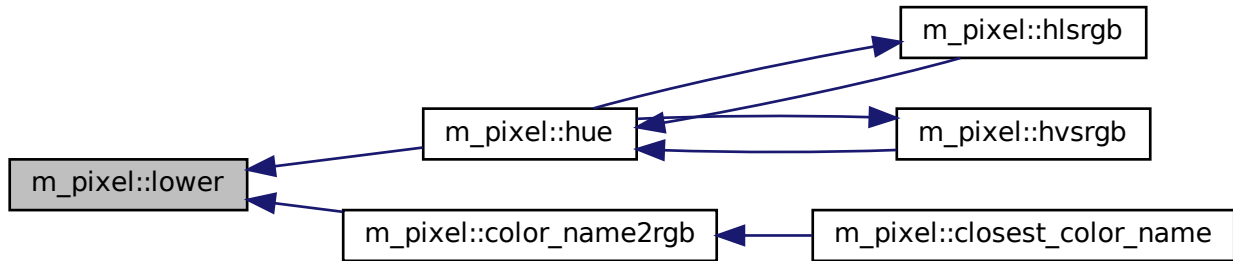 m_pixel::hlsrgb
m_pixel::hue
m_pixel::hvsrgb
m_pixel::lower
m_pixel::color_name2rgb
m_pixel::closest_color_name